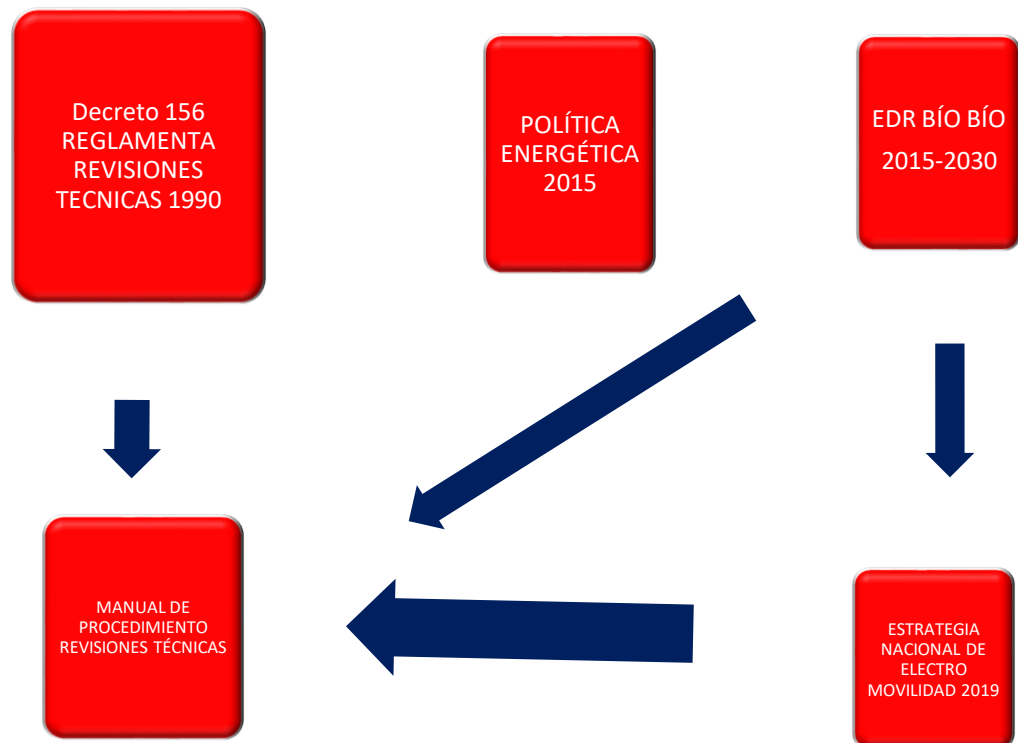 Decreto 156
REGLAMENTA
REVISIONES
TECNICAS 1990
POLÍTICA
ENERGÉTICA
2015
EDR BÍO BÍO
2015-2030
MANUAL DE
PROCEDIMIENTO
REVISIONES TÉCNICAS
ESTRATEGIA
NACIONAL DE
ELECTRO
MOVILIDAD 2019